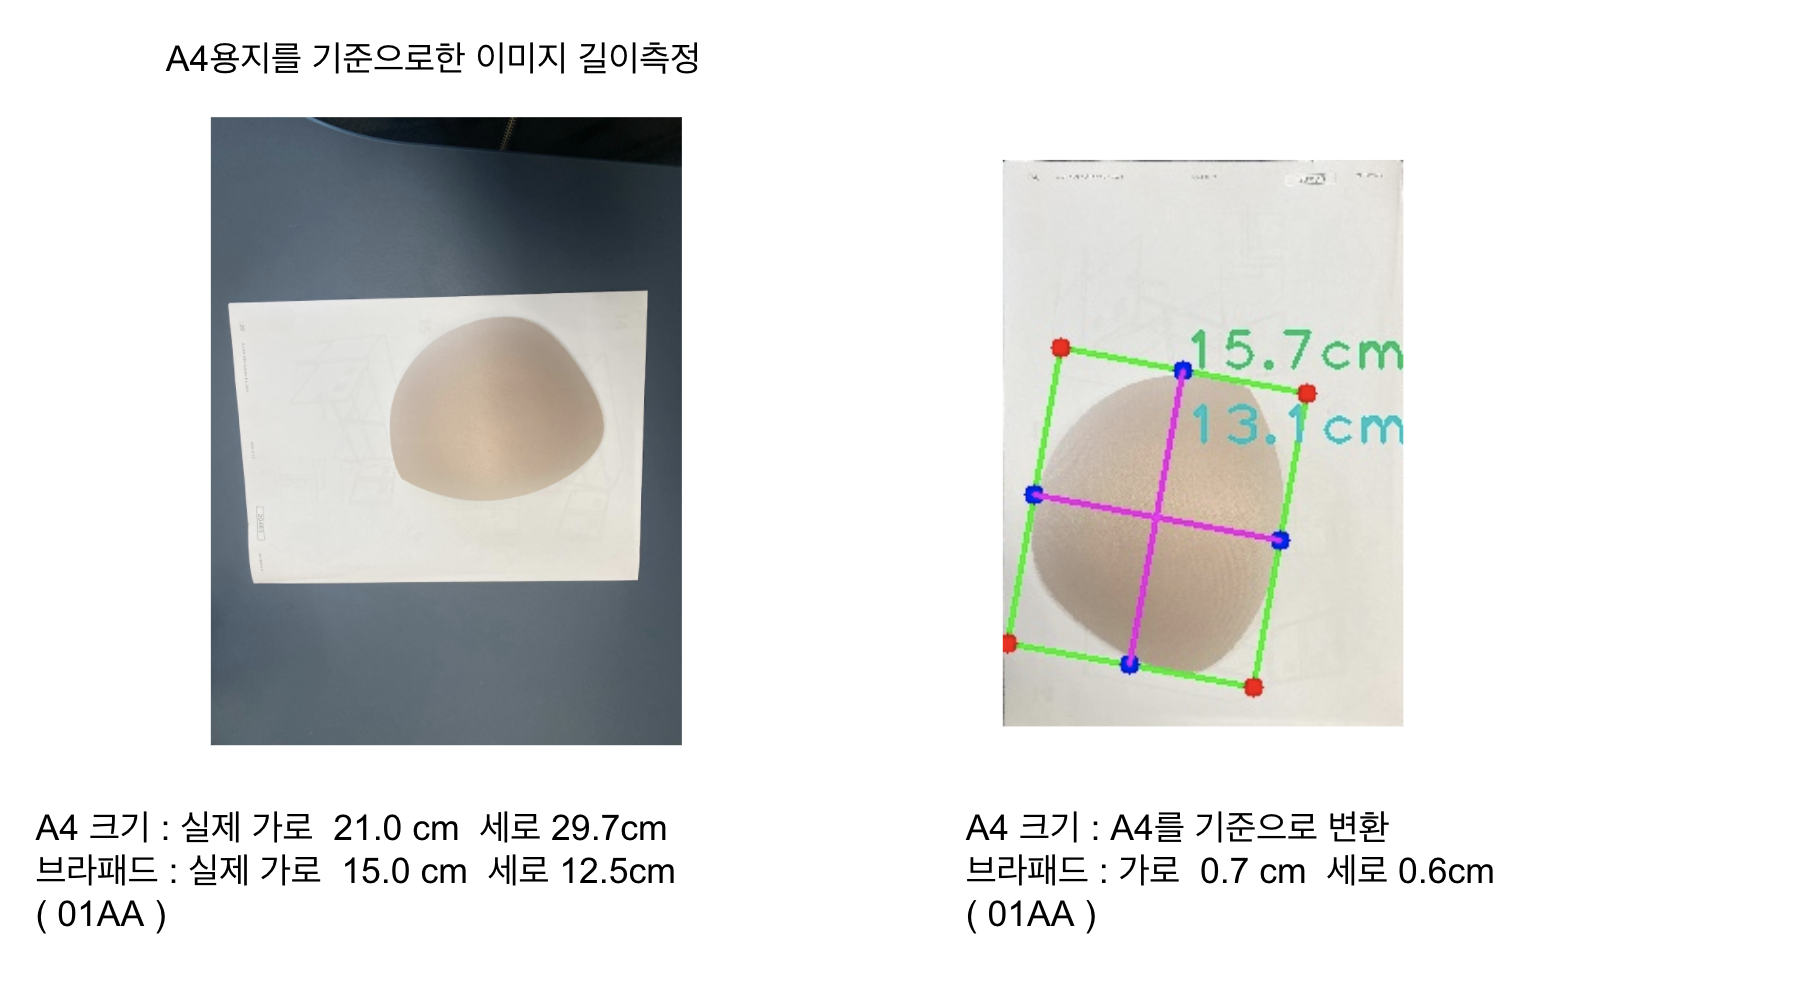 A4용지를 기준으로한 이미지 길이측정
15.7cm
13.1cm
A4 크기 : 실제 가로 21.0 cm 세로 29.7cm
브라패드 : 실제 가로 15.0 cm 세로 12.5cm
( 01AA )
A4 크기 : A4를 기준으로 변환
브라패드 : 가로 0.7 cm 세로 0.6cm
( 01AA )